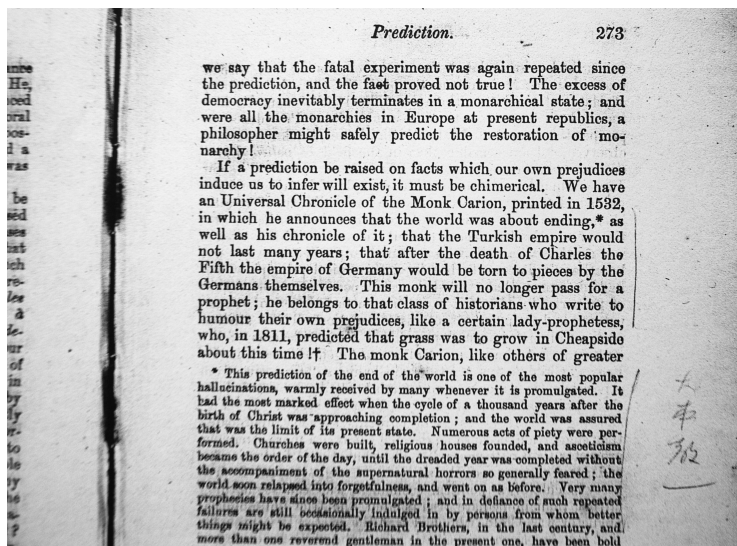 Prediction. 273
we say that the fatal experiment was again repeated since
the prediction, and the fact proved not true! The excess of
democracy inevitably terminates in a monarchical state; and
were all the monarchies in Europe at present republics, a
philosopher might safely predict the restoration of mo-
narchy!
If a prediction be raised on facts which our own prejudices
induce us to infer will exist, it must be chimerical. We have
an Universal Chronicle of the Monk Carion, printed in 1532,
in which he announces that the world was about ending,* as
well as his chronicle of it; that the Turkish empire would
not last many years; that after the death of Charles the
Fifth the empire of Germany would be torn to pieces by the
Germans themselves. This monk will no longer pass for a
prophet; he belongs to that class of historians who write to
humour their own prejudices, like a certain lady-prophetess,
who, in 1811, predicted that grass was to grow in Cheapside
about this time!† The monk Carion, like others of greater
* This prediction of the end of the world is one of the most popular
hallucinations, warmly received by many whenever it is promulgated. It
had the most marked effect when the cycle of a thousand years after the
birth of Christ was approaching completion; and the world was assured
that was the limit of its present state. Numerous acts of piety were per-
formed. Churches were built, religious houses founded, and asceticism
became the order of the day, until the dreaded year was completed without
the accompaniment of the supernatural horrors so generally feared; the
world soon relapsed into forgetfulness, and went on as before. Very many
prophecies have since been promulgated; and in defiance of such repeated
failures are still occasionally indulged in by persons from whom better
things might be expected. Richard Brothers, in the last century, and
more than one reverend gentleman in the present one, have been bold